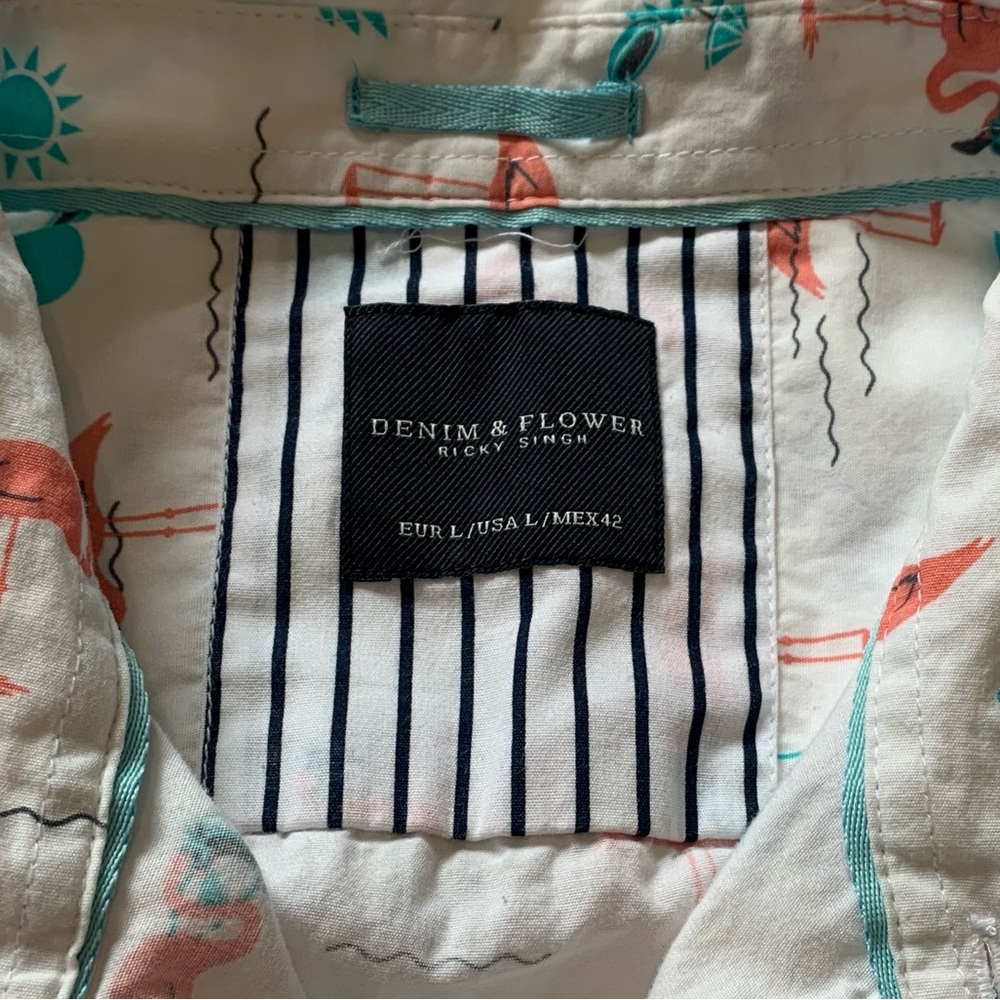 DENIM & FLOWER
RICKY SINGH
EUR L/USA L/MEX42